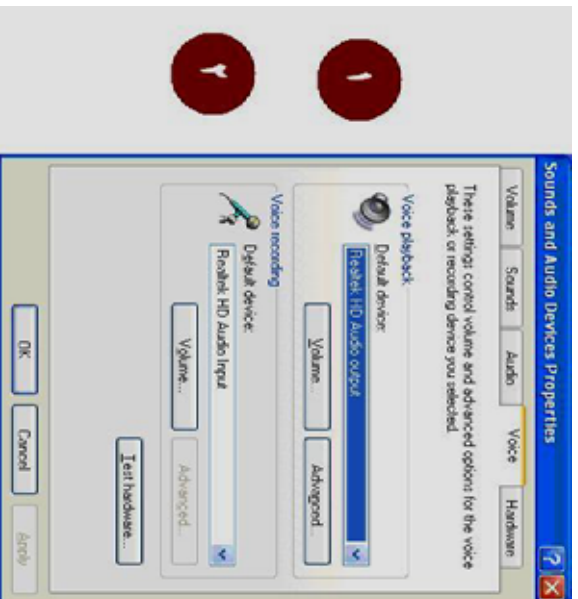 Sounds and Audio Devices Properties
Volume Sounds Audio Voice Hardware
These settings control volume and advanced options for the voice
playback or recording device you selected.
Voice playback
۱
Default device:
Realtek HD Audio output
Volume... Advanced...
Voice recording
۲
Default device:
Realtek HD Audio Input
Volume... Advanced...
Test hardware...
OK Cancel Apply